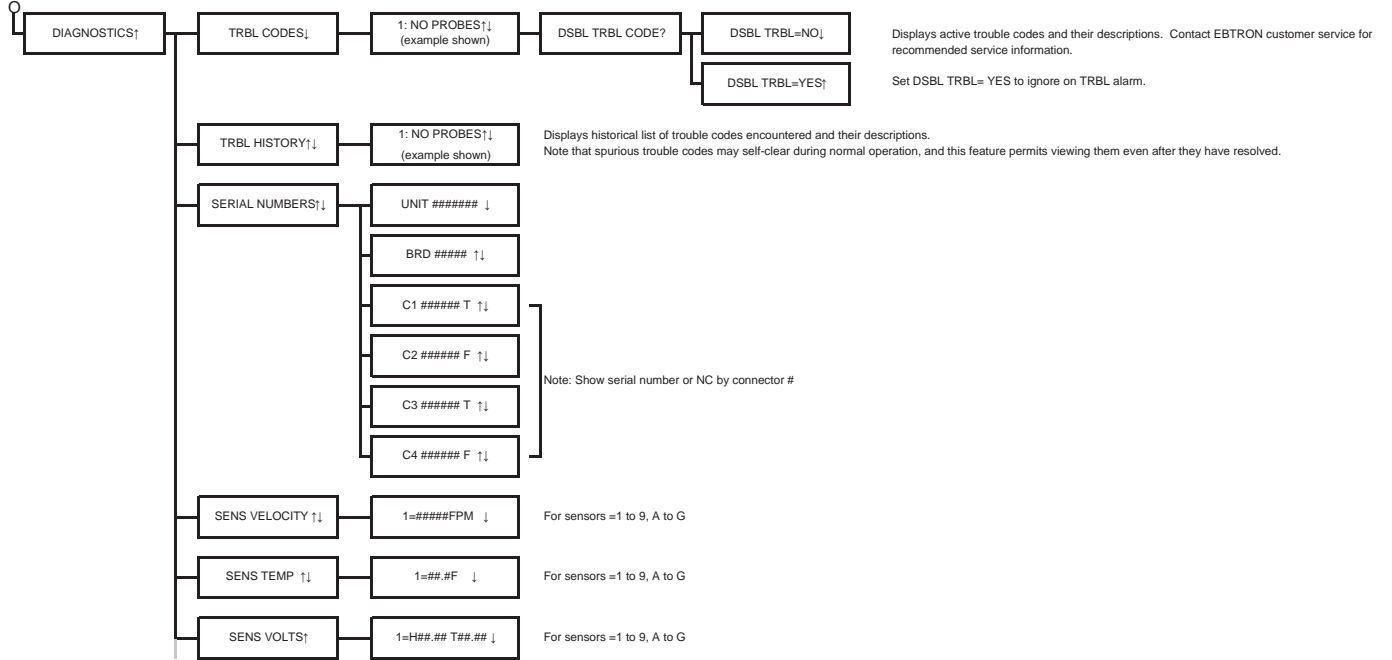 O
DIAGNOSTICS↑
TRBL CODES↓
1: NO PROBES↑↓
(example shown)
DSBL TRBL CODE?
DSBL TRBL=NO↓
Displays active trouble codes and their descriptions.  Contact EBTRON customer service for
recommended service information.
DSBL TRBL=YES↑
Set DSBL TRBL= YES to ignore on TRBL alarm.
TRBL HISTORY↑↓
1: NO PROBES↑↓
(example shown)
Displays historical list of trouble codes encountered and their descriptions.
Note that spurious trouble codes may self-clear during normal operation, and this feature permits viewing them even after they have resolved.
SERIAL NUMBERS↑↓
UNIT ####### ↓
BRD ##### ↑↓
C1 ###### T ↑↓
C2 ###### F ↑↓
Note: Show serial number or NC by connector #
C3 ###### T ↑↓
C4 ###### F ↑↓
SENS VELOCITY ↑↓
1=#####FPM ↓
For sensors =1 to 9, A to G
SENS TEMP ↑↓
1=##.#F ↓
For sensors =1 to 9, A to G
SENS VOLTS↑
1=H##.## T##.## ↓
For sensors =1 to 9, A to G